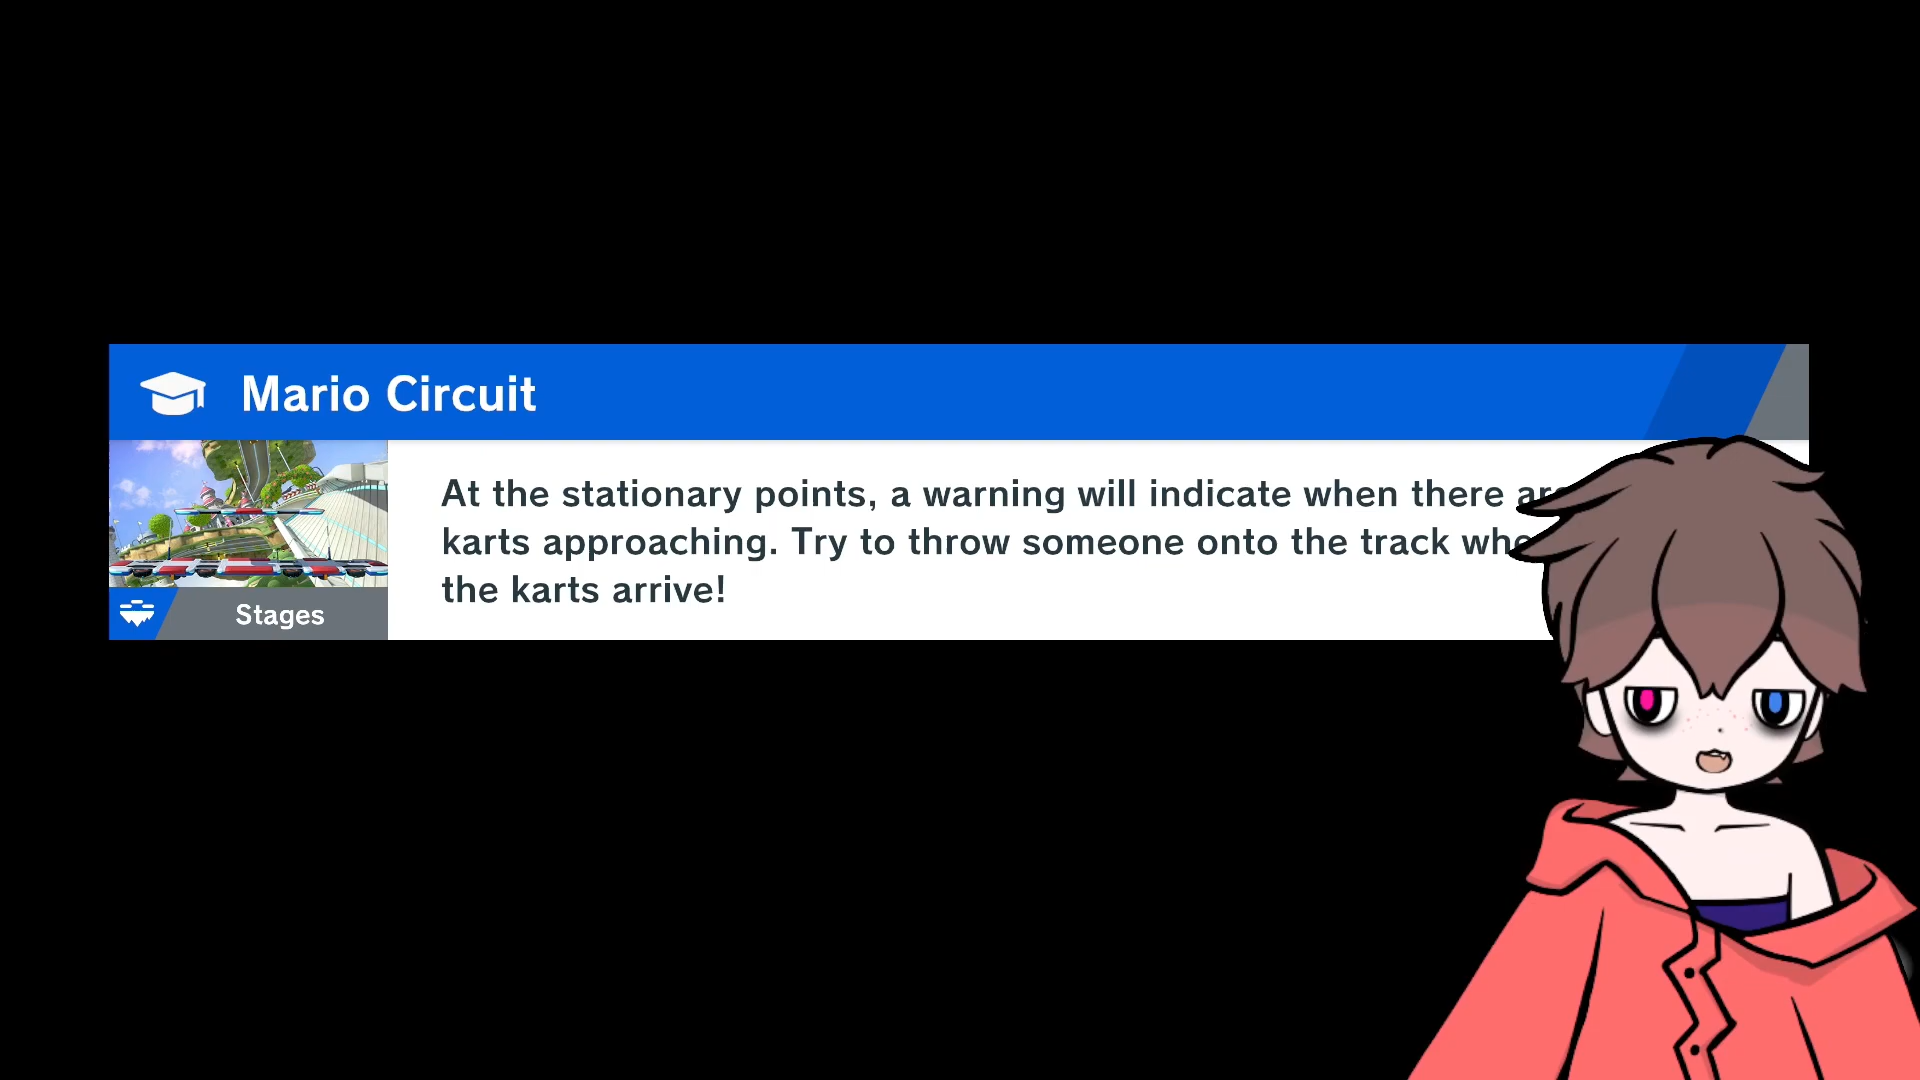 Mario Circuit
At the stationary points, a warning will indicate when there are
karts approaching. Try to throw someone onto the track
the karts arrive!
Stages